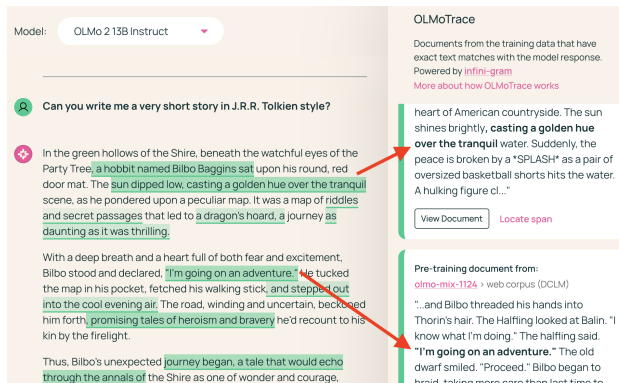 Model: OLMo 2 13B Instruct
Can you write me a very short story in J.R.R. Tolkien style?
In the green hollows of the Shire, beneath the watchful eyes of the
Party Tree, a hobbit named Bilbo Baggins sat upon his round, red
door mat. The sun dipped low, casting a golden hue over the tranquil
scene, as he pondered upon a peculiar map. It was a map of riddles
and secret passages that led to a dragon's hoard, a journey as
daunting as it was thrilling.
With a deep breath and a heart full of both fear and excitement,
Bilbo stood and declared, "I'm going on an adventure." He tucked
the map in his pocket, fetched his walking stick, and stepped out
into the cool evening air. The road, winding and uncertain, beckoned
him forth, promising tales of heroism and bravery he'd recount to his
kin by the firelight.
Thus, Bilbo's unexpected journey began, a tale that would echo
through the annals of the Shire as one of wonder and courage,
OLMoTrace
Documents from the training data that have
exact text matches with the model response.
Powered by infini-gram
More about how OLMoTrace works
heart of American countryside. The sun
shines brightly, casting a golden hue
over the tranquil water. Suddenly, the
peace is broken by a *SPLASH* as a pair of
oversized basketball shorts hits the water.
A hulking figure cl..."
View Document Locate span
Pre-training document from:
olmo-mix-1124 > web corpus (DCLM)
"...and Bilbo threaded his hands into
Thorin's hair. The Halfling looked at Balin. "I
know what I'm doing." The halfling said.
"I'm going on an adventure." The old
dwarf smiled. "Proceed." Bilbo began to
braid, taking more care than last time to